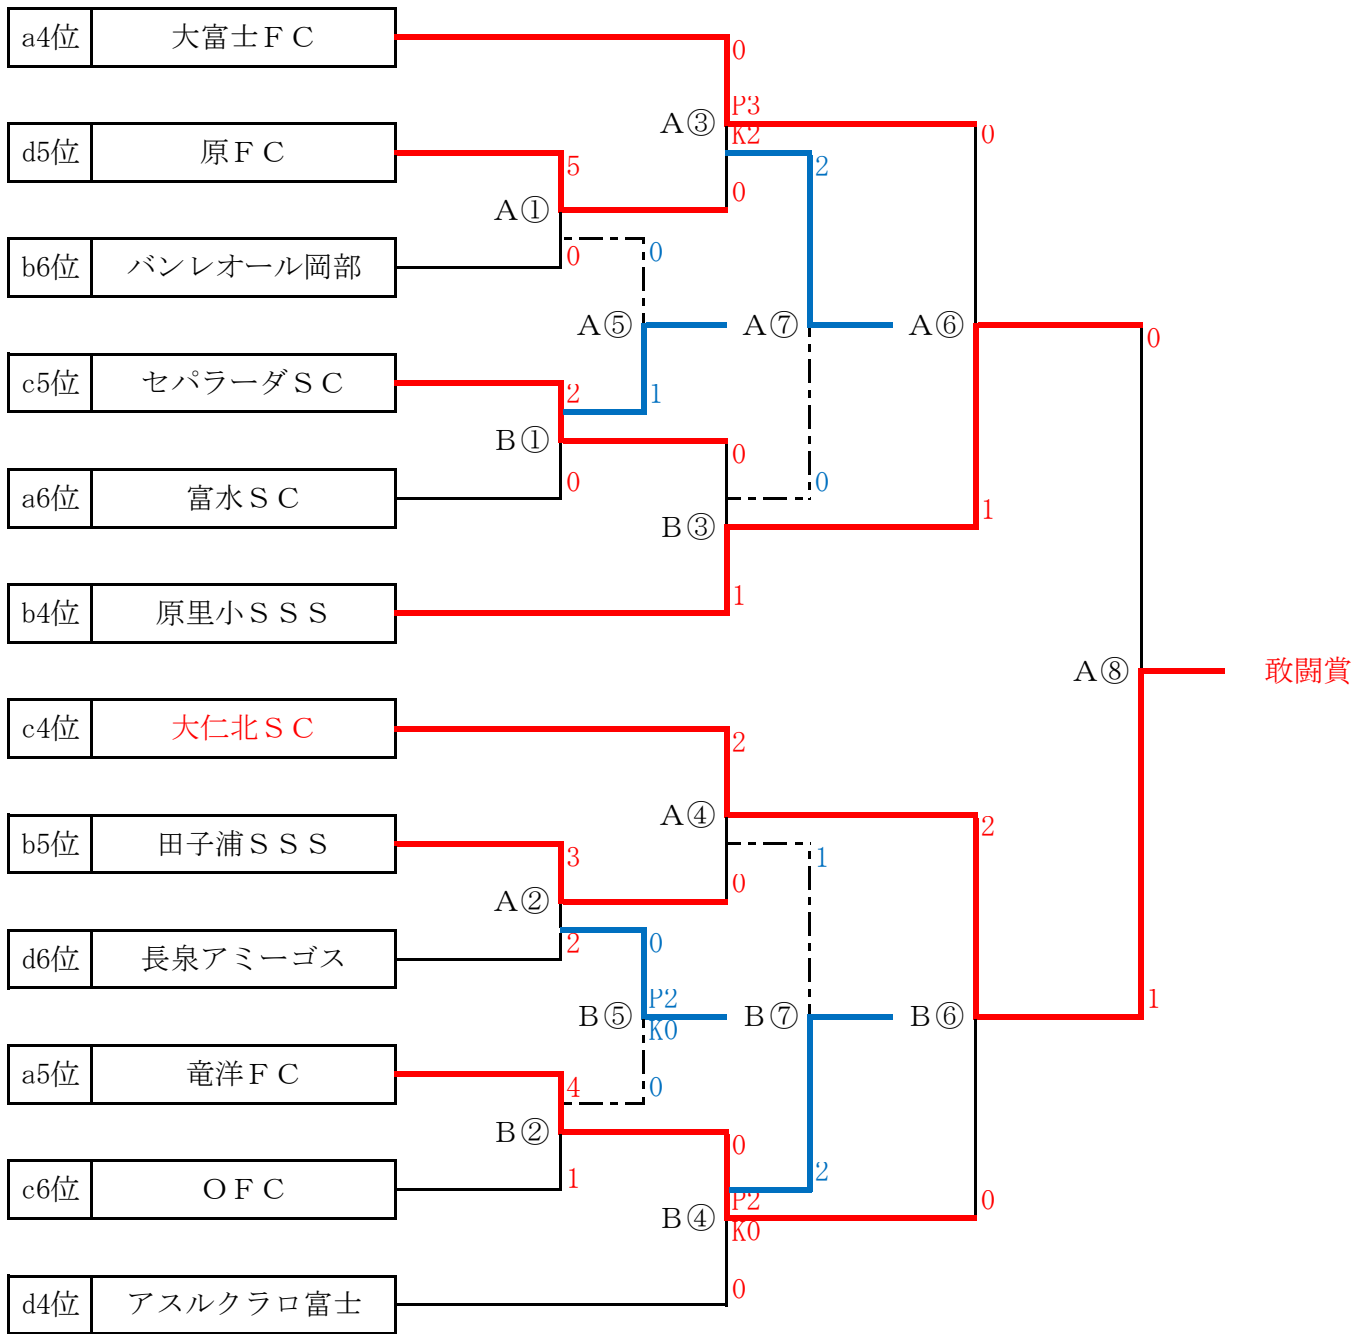 a4位 大富士ＦＣ
0
P3
A③
K2
0
2
0
d5位 原ＦＣ
5
A①
0
b6位 バンレオール岡部
0
A⑤
A⑦
A⑥
0
c5位 セパラーダＳＣ
2
1
B①
0
a6位 富水ＳＣ
0
0
B③
1
b4位 原里小ＳＳＳ
1
A⑧
敢闘賞
c4位 大仁北ＳＣ
2
A④
2
b5位 田子浦ＳＳＳ
3
1
A②
0
d6位 長泉アミーゴス
2
0
P2
B⑤
K0
B⑦
B⑥
1
a5位 竜洋ＦＣ
4
0
B②
0
c6位 ＯＦＣ
1
2
P2
B④
K0
0
d4位 アスルクラロ富士
0